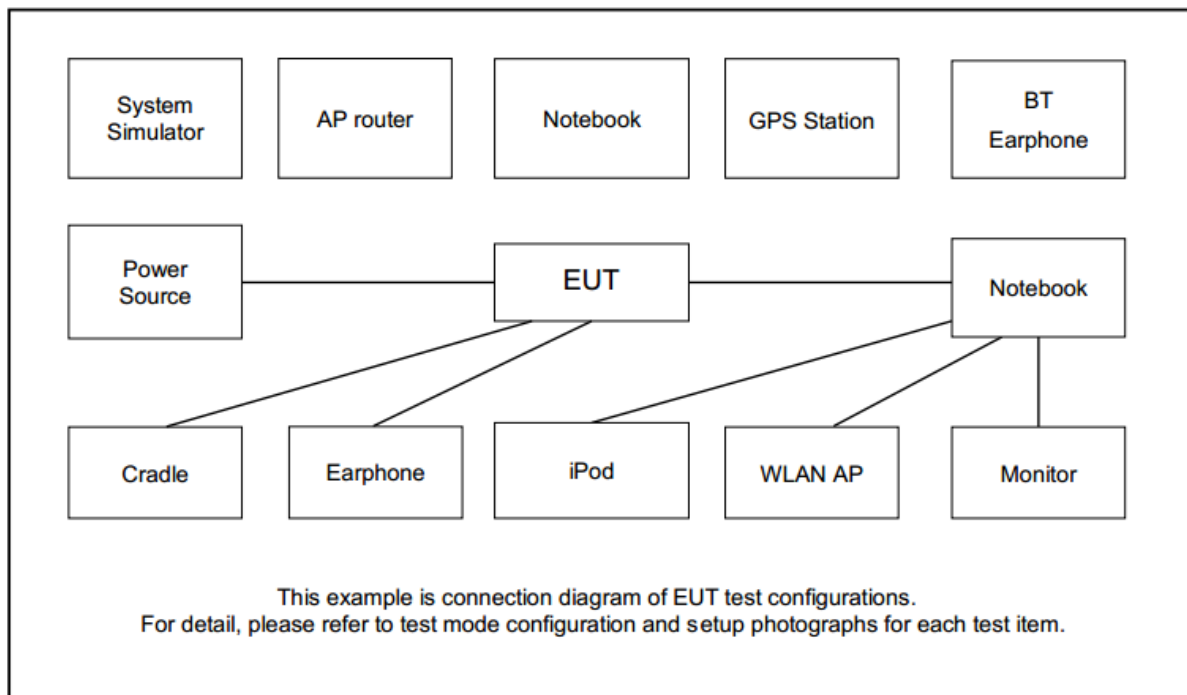 System
Simulator
AP router
Notebook
GPS Station
BT
Earphone
Power
Source
EUT
Notebook
Cradle
Earphone
iPod
WLAN AP
Monitor
This example is connection diagram of EUT test configurations.
For detail, please refer to test mode configuration and setup photographs for each test item.